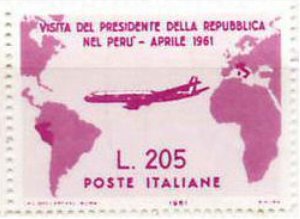 VISITA DEL PRESIDENTE DELLA REPUBBLICA
NEL PERU' - APRILE 1961
L. 205
POSTE ITALIANE
1961